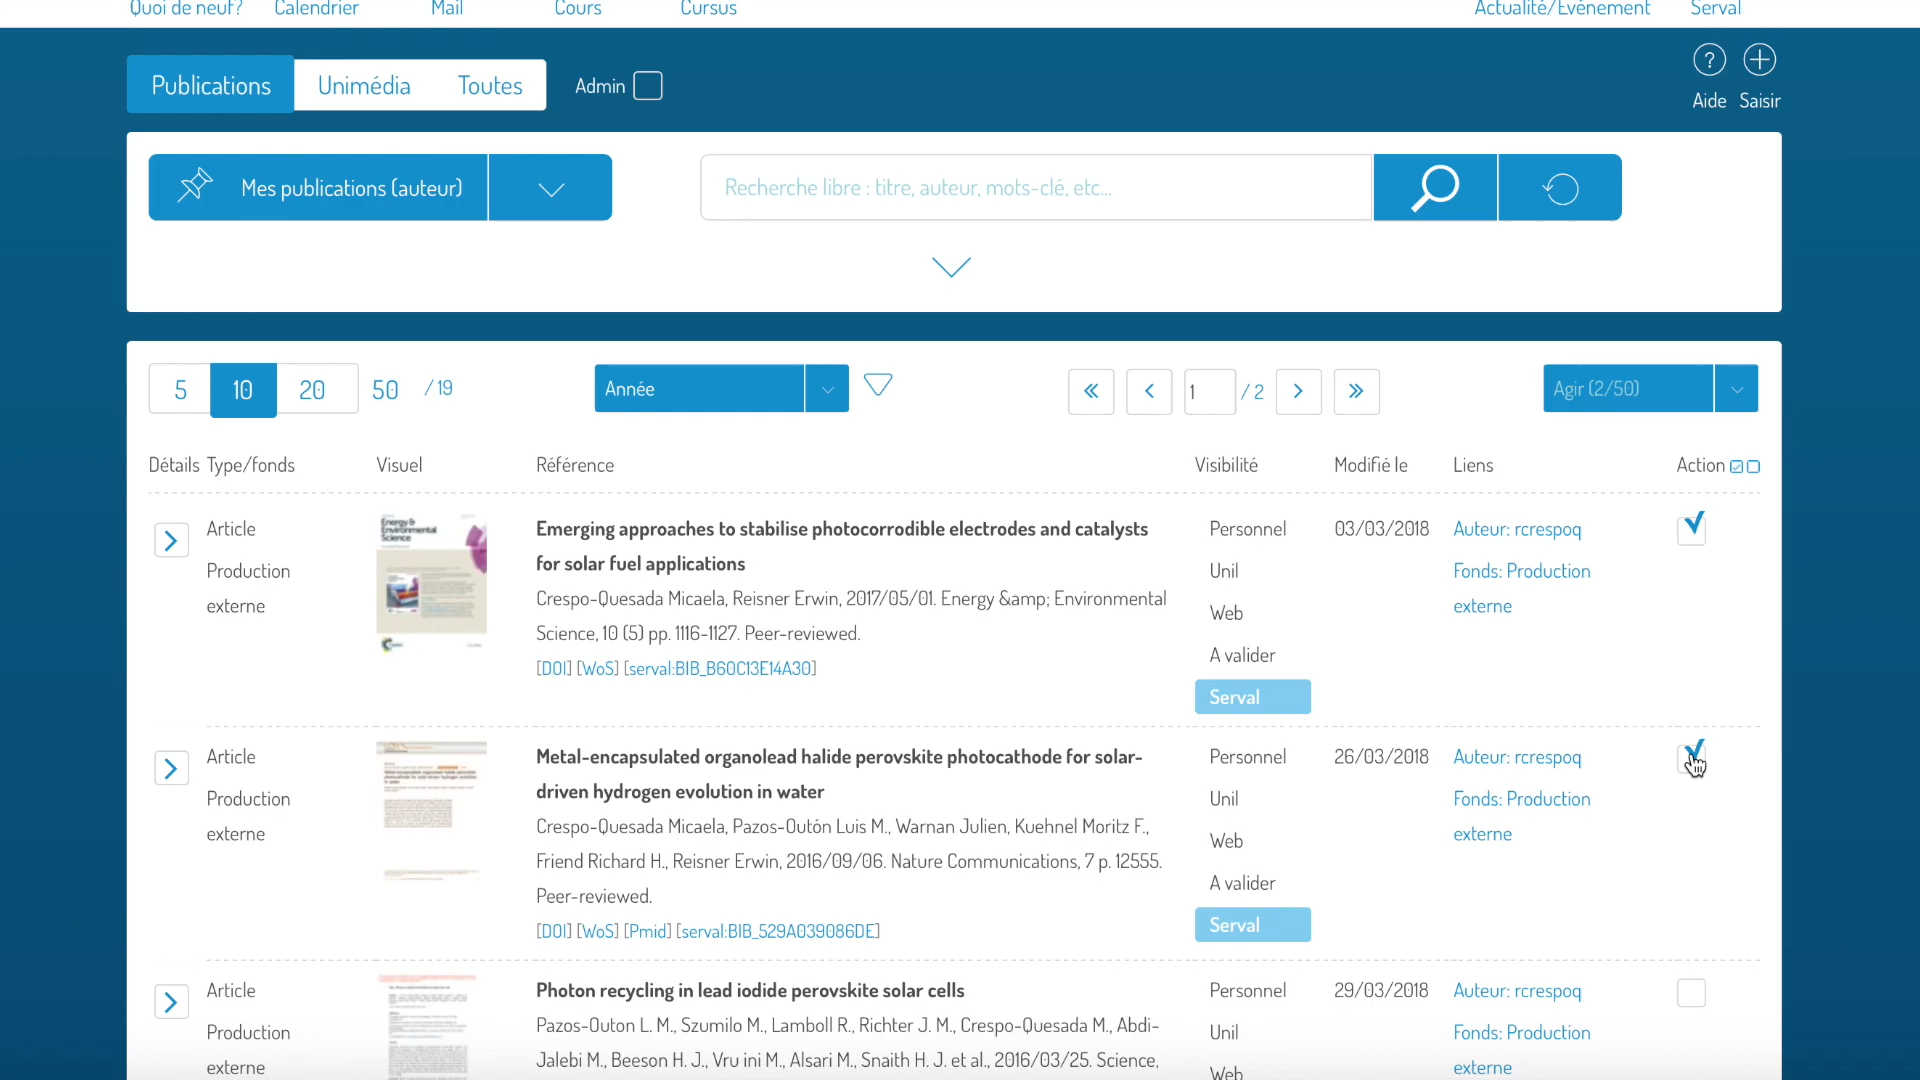 Quoi de neuf? Calendrier Mail Cours Cursus Actualité/Evénement Serval
Publications Unimédia Toutes Admin
? Aide Saisir
Mes publications (auteur) Recherche libre : titre, auteur, mots-clé, etc...
5 10 20 50 / 19 Année 1 / 2 Agir (2/50)
Détails Type/fonds Visuel Référence Visibilité Modifié le Liens Action
Article
Production
externe
Energy &
Environmental
Science
Emerging approaches to stabilise photocorrodible electrodes and catalysts
for solar fuel applications
Crespo-Quesada Micaela, Reisner Erwin, 2017/05/01. Energy &amp; Environmental
Science, 10 (5) pp. 1116-1127. Peer-reviewed.
[DOI] [WoS] [serval:BIB_B60C13E14A30]
Personnel
Unil
Web
A valider
Serval
03/03/2018
Auteur: rcrespoq
Fonds: Production
externe
Article
Production
externe
Metal-encapsulated organolead halide perovskite photocathode for solar-
driven hydrogen evolution in water
Crespo-Quesada Micaela, Pazos-Outón Luis M., Warnan Julien, Kuehnel Moritz F.,
Friend Richard H., Reisner Erwin, 2016/09/06. Nature Communications, 7 p. 12555.
Peer-reviewed.
[DOI] [WoS] [Pmid] [serval:BIB_529A039086DE]
Personnel
Unil
Web
A valider
Serval
26/03/2018
Auteur: rcrespoq
Fonds: Production
externe
Article
Production
externe
Photon recycling in lead iodide perovskite solar cells
Pazos-Outon L. M., Szumilo M., Lamboll R., Richter J. M., Crespo-Quesada M., Abdi-
Jalebi M., Beeson H. J., Vru ini M., Alsari M., Snaith H. J. et al., 2016/03/25. Science,
Personnel
Unil
Web
29/03/2018
Auteur: rcrespoq
Fonds: Production
externe